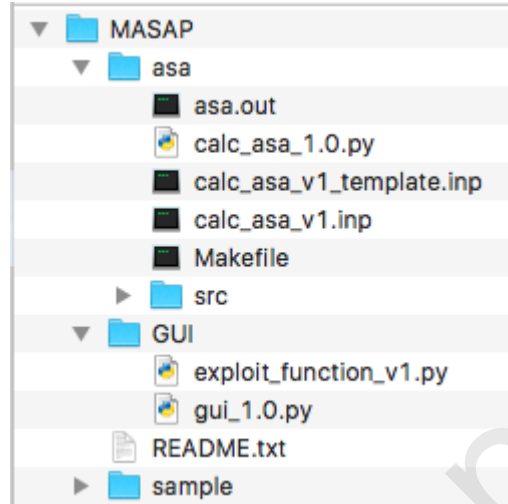 MASAP
asa
asa.out
calc_asa_1.0.py
calc_asa_v1_template.inp
calc_asa_v1.inp
Makefile
src
GUI
exploit_function_v1.py
gui_1.0.py
README.txt
sample